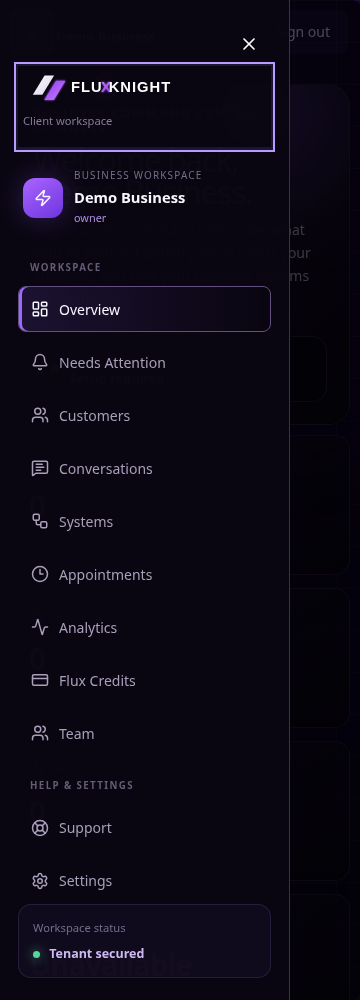 gn out
FLUXKNIGHT
Client workspace
BUSINESS WORKSPACE
Demo Business
owner
WORKSPACE
Overview
Needs Attention
Customers
Conversations
Systems
Appointments
Analytics
Flux Credits
Team
HELP & SETTINGS
Support
Settings
Workspace status
Tenant secured